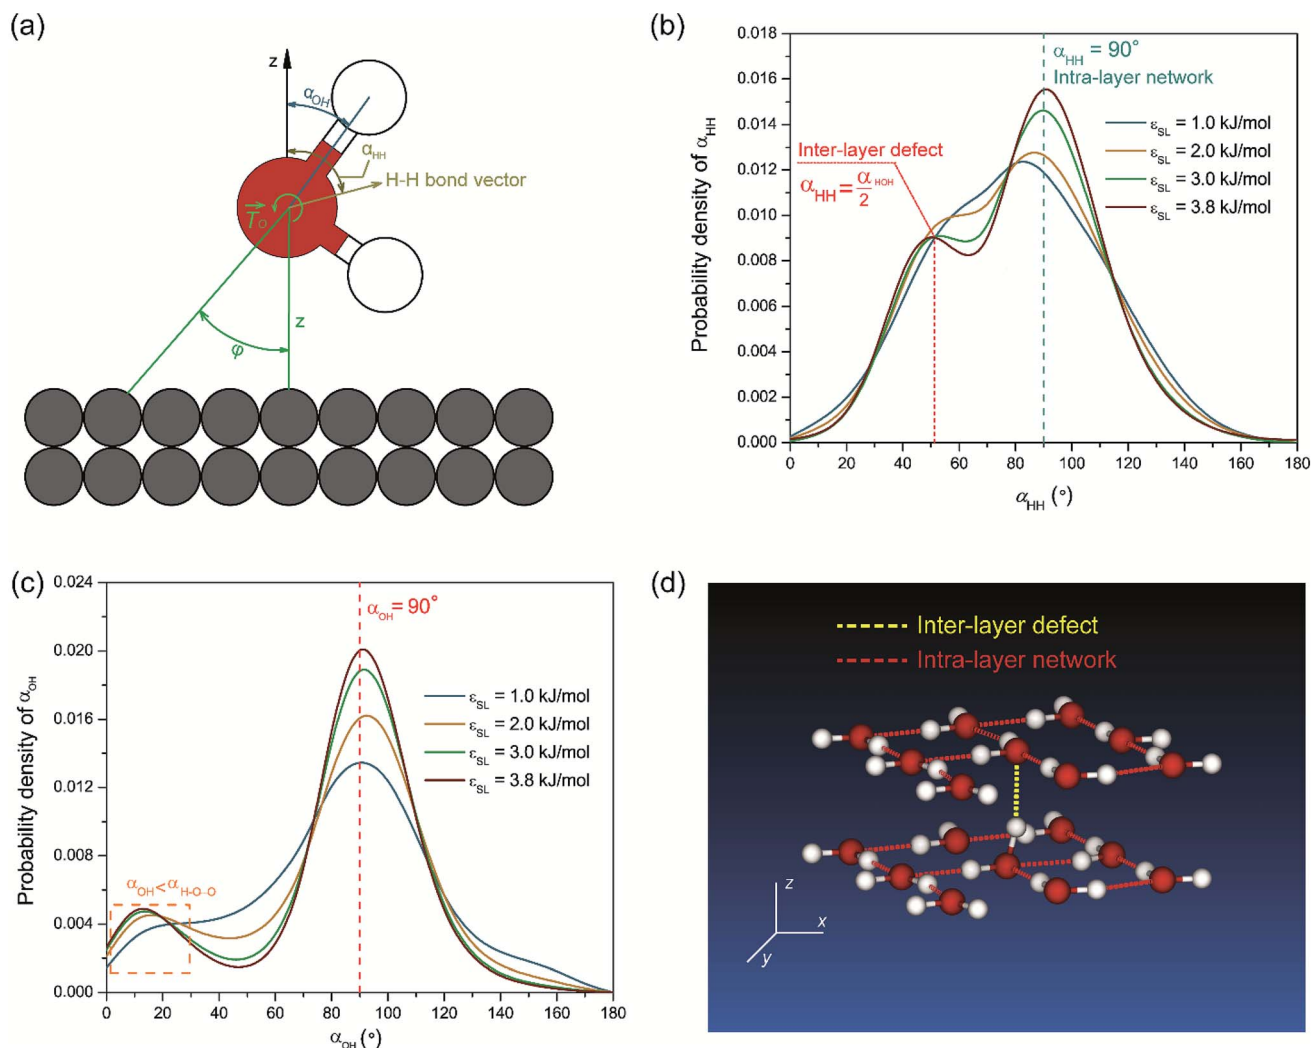 (a)
z
α_OH
α_HH
H-H bond vector
T_O
z
φ
(b)
Probability density of α_HH
0.018
0.016
0.014
0.012
0.010
0.008
0.006
0.004
0.002
0.000
α_HH = 90°
Intra-layer network
Inter-layer defect
α_HH = α_HOH/2
ε_SL = 1.0 kJ/mol
ε_SL = 2.0 kJ/mol
ε_SL = 3.0 kJ/mol
ε_SL = 3.8 kJ/mol
0 20 40 60 80 100 120 140 160 180
α_HH (°)
(c)
Probability density of α_OH
0.024
0.020
0.016
0.012
0.008
0.004
0.000
α_OH = 90°
ε_SL = 1.0 kJ/mol
ε_SL = 2.0 kJ/mol
ε_SL = 3.0 kJ/mol
ε_SL = 3.8 kJ/mol
α_OH < α_H-O--O
0 20 40 60 80 100 120 140 160 180
α_OH (°)
(d)
Inter-layer defect
Intra-layer network
z
x
y